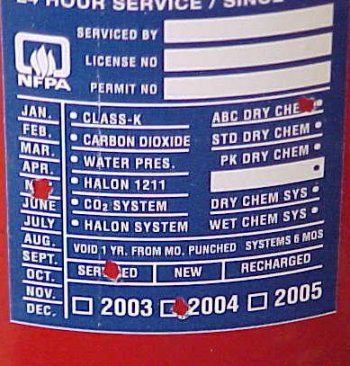 24 HOUR SERVICE / SINCE
SERVICED BY
LICENSE NO
PERMIT NO
NFPA
JAN.
FEB.
MAR.
APR.
JUNE
JULY
AUG.
SEPT.
OCT.
NOV.
DEC.
• CLASS-K
• CARBON DIOXIDE
• WATER PRES.
• HALON 1211
• CO2 SYSTEM
• HALON SYSTEM
ABC DRY CHEM •
STD DRY CHEM •
PK DRY CHEM •
•
DRY CHEM SYS •
WET CHEM SYS •
VOID 1 YR. FROM MO. PUNCHED SYSTEMS 6 MOS
SERVICED NEW RECHARGED
2003 2004 2005